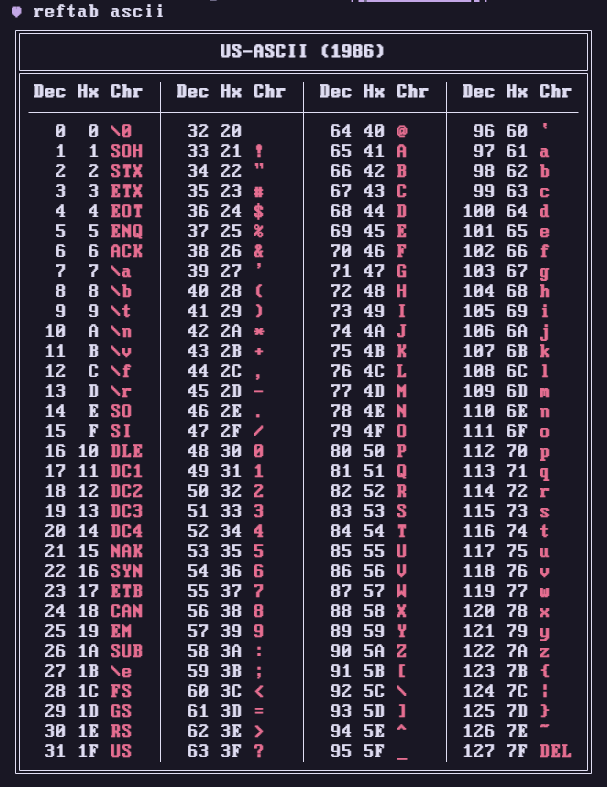 reftab ascii
US-ASCII (1986)
Dec Hx Chr Dec Hx Chr Dec Hx Chr Dec Hx Chr
0 0 \0 32 20 64 40 @ 96 60 `
1 1 SOH 33 21 ! 65 41 A 97 61 a
2 2 STX 34 22 " 66 42 B 98 62 b
3 3 ETX 35 23 # 67 43 C 99 63 c
4 4 EOT 36 24 $ 68 44 D 100 64 d
5 5 ENQ 37 25 % 69 45 E 101 65 e
6 6 ACK 38 26 & 70 46 F 102 66 f
7 7 \a 39 27 ' 71 47 G 103 67 g
8 8 \b 40 28 ( 72 48 H 104 68 h
9 9 \t 41 29 ) 73 49 I 105 69 i
10 A \n 42 2A * 74 4A J 106 6A j
11 B \v 43 2B + 75 4B K 107 6B k
12 C \f 44 2C , 76 4C L 108 6C l
13 D \r 45 2D - 77 4D M 109 6D m
14 E SO 46 2E . 78 4E N 110 6E n
15 F SI 47 2F / 79 4F O 111 6F o
16 10 DLE 48 30 0 80 50 P 112 70 p
17 11 DC1 49 31 1 81 51 Q 113 71 q
18 12 DC2 50 32 2 82 52 R 114 72 r
19 13 DC3 51 33 3 83 53 S 115 73 s
20 14 DC4 52 34 4 84 54 T 116 74 t
21 15 NAK 53 35 5 85 55 U 117 75 u
22 16 SYN 54 36 6 86 56 V 118 76 v
23 17 ETB 55 37 7 87 57 W 119 77 w
24 18 CAN 56 38 8 88 58 X 120 78 x
25 19 EM 57 39 9 89 59 Y 121 79 y
26 1A SUB 58 3A : 90 5A Z 122 7A z
27 1B \e 59 3B ; 91 5B [ 123 7B {
28 1C FS 60 3C < 92 5C \ 124 7C ¦
29 1D GS 61 3D = 93 5D ] 125 7D }
30 1E RS 62 3E > 94 5E ^ 126 7E ~
31 1F US 63 3F ? 95 5F _ 127 7F DEL